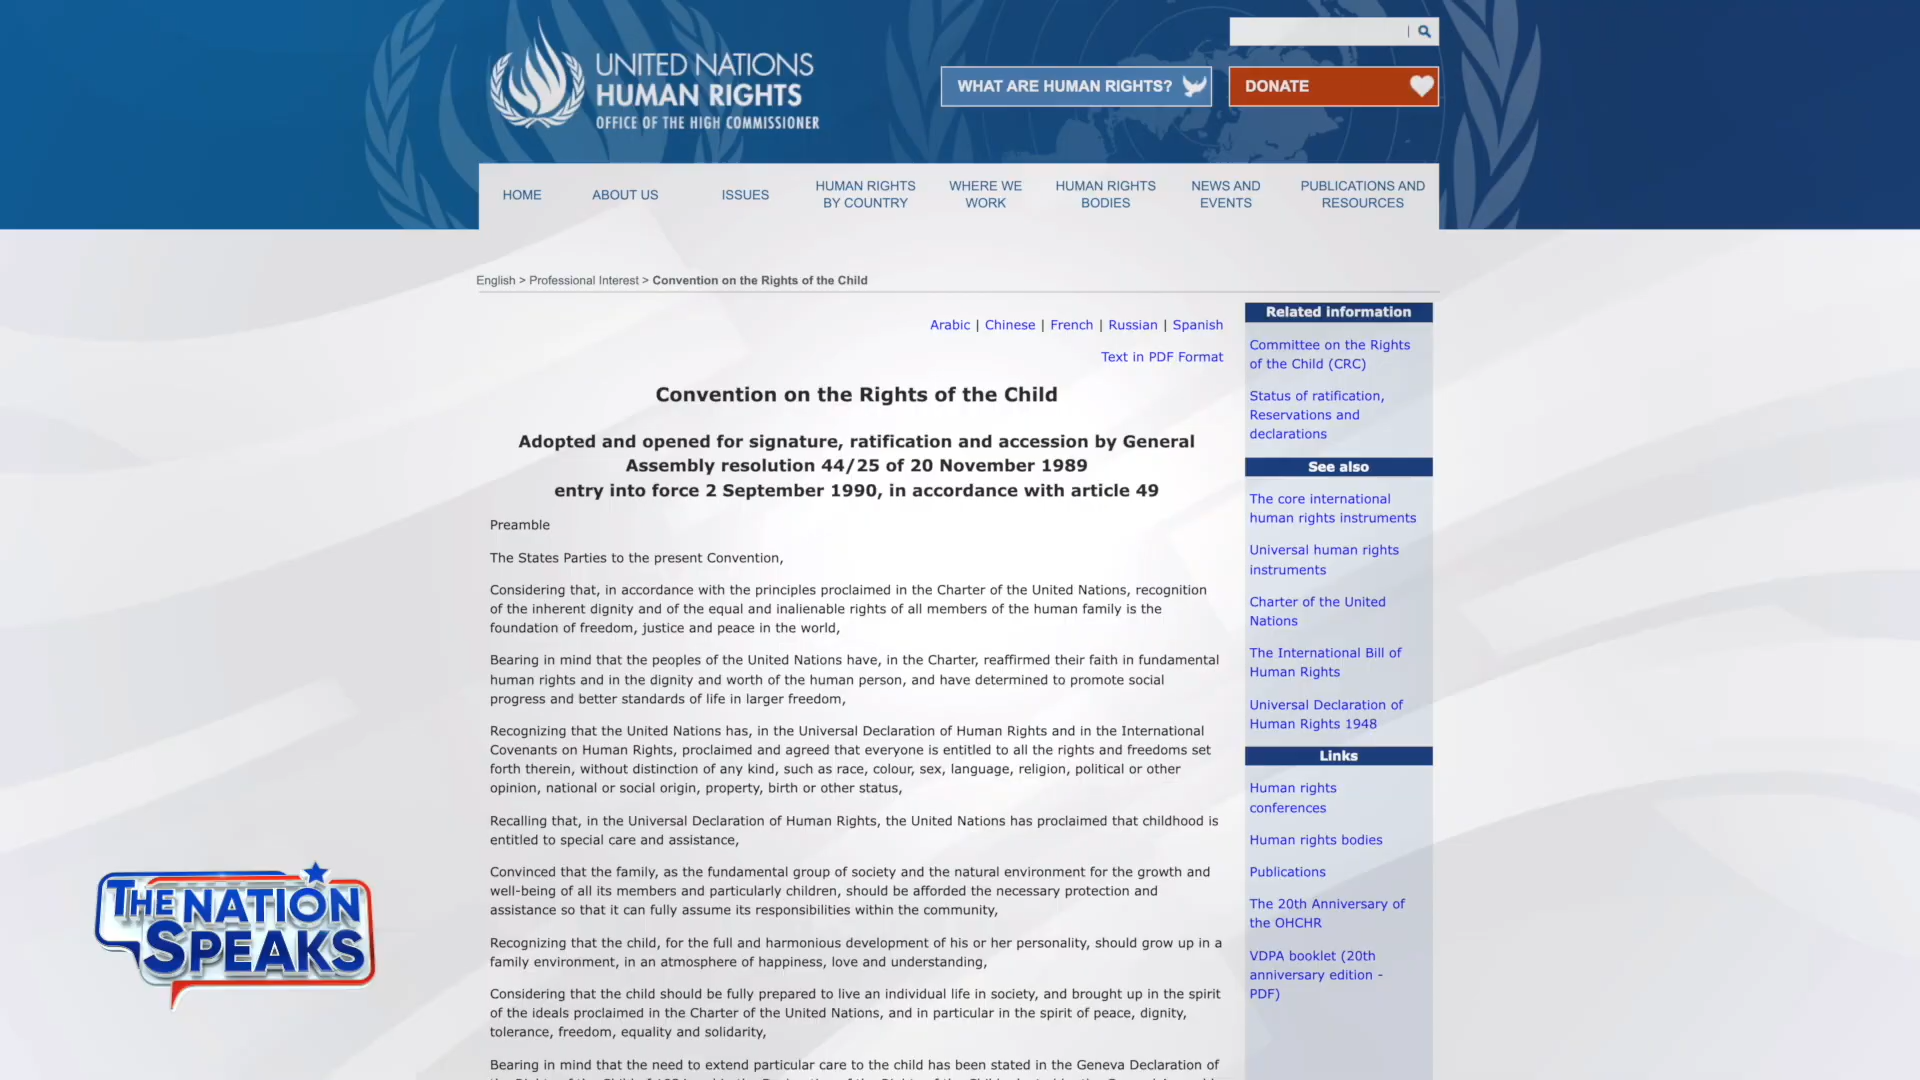 UNITED NATIONS
HUMAN RIGHTS
OFFICE OF THE HIGH COMMISSIONER
WHAT ARE HUMAN RIGHTS?
DONATE
HOME
ABOUT US
ISSUES
HUMAN RIGHTS
BY COUNTRY
WHERE WE
WORK
HUMAN RIGHTS
BODIES
NEWS AND
EVENTS
PUBLICATIONS AND
RESOURCES
English > Professional Interest > Convention on the Rights of the Child
Arabic | Chinese | French | Russian | Spanish
Text in PDF Format
Convention on the Rights of the Child
Adopted and opened for signature, ratification and accession by General
Assembly resolution 44/25 of 20 November 1989
entry into force 2 September 1990, in accordance with article 49
Preamble
The States Parties to the present Convention,
Considering that, in accordance with the principles proclaimed in the Charter of the United Nations, recognition
of the inherent dignity and of the equal and inalienable rights of all members of the human family is the
foundation of freedom, justice and peace in the world,
Bearing in mind that the peoples of the United Nations have, in the Charter, reaffirmed their faith in fundamental
human rights and in the dignity and worth of the human person, and have determined to promote social
progress and better standards of life in larger freedom,
Recognizing that the United Nations has, in the Universal Declaration of Human Rights and in the International
Covenants on Human Rights, proclaimed and agreed that everyone is entitled to all the rights and freedoms set
forth therein, without distinction of any kind, such as race, colour, sex, language, religion, political or other
opinion, national or social origin, property, birth or other status,
Recalling that, in the Universal Declaration of Human Rights, the United Nations has proclaimed that childhood is
entitled to special care and assistance,
Convinced that the family, as the fundamental group of society and the natural environment for the growth and
well-being of all its members and particularly children, should be afforded the necessary protection and
assistance so that it can fully assume its responsibilities within the community,
Recognizing that the child, for the full and harmonious development of his or her personality, should grow up in a
family environment, in an atmosphere of happiness, love and understanding,
Considering that the child should be fully prepared to live an individual life in society, and brought up in the spirit
of the ideals proclaimed in the Charter of the United Nations, and in particular in the spirit of peace, dignity,
tolerance, freedom, equality and solidarity,
Bearing in mind that the need to extend particular care to the child has been stated in the Geneva Declaration of
Related information
Committee on the Rights
of the Child (CRC)
Status of ratification,
Reservations and
declarations
See also
The core international
human rights instruments
Universal human rights
instruments
Charter of the United
Nations
The International Bill of
Human Rights
Universal Declaration of
Human Rights 1948
Links
Human rights
conferences
Human rights bodies
Publications
The 20th Anniversary of
the OHCHR
VDPA booklet (20th
anniversary edition -
PDF)
THE NATION
SPEAKS